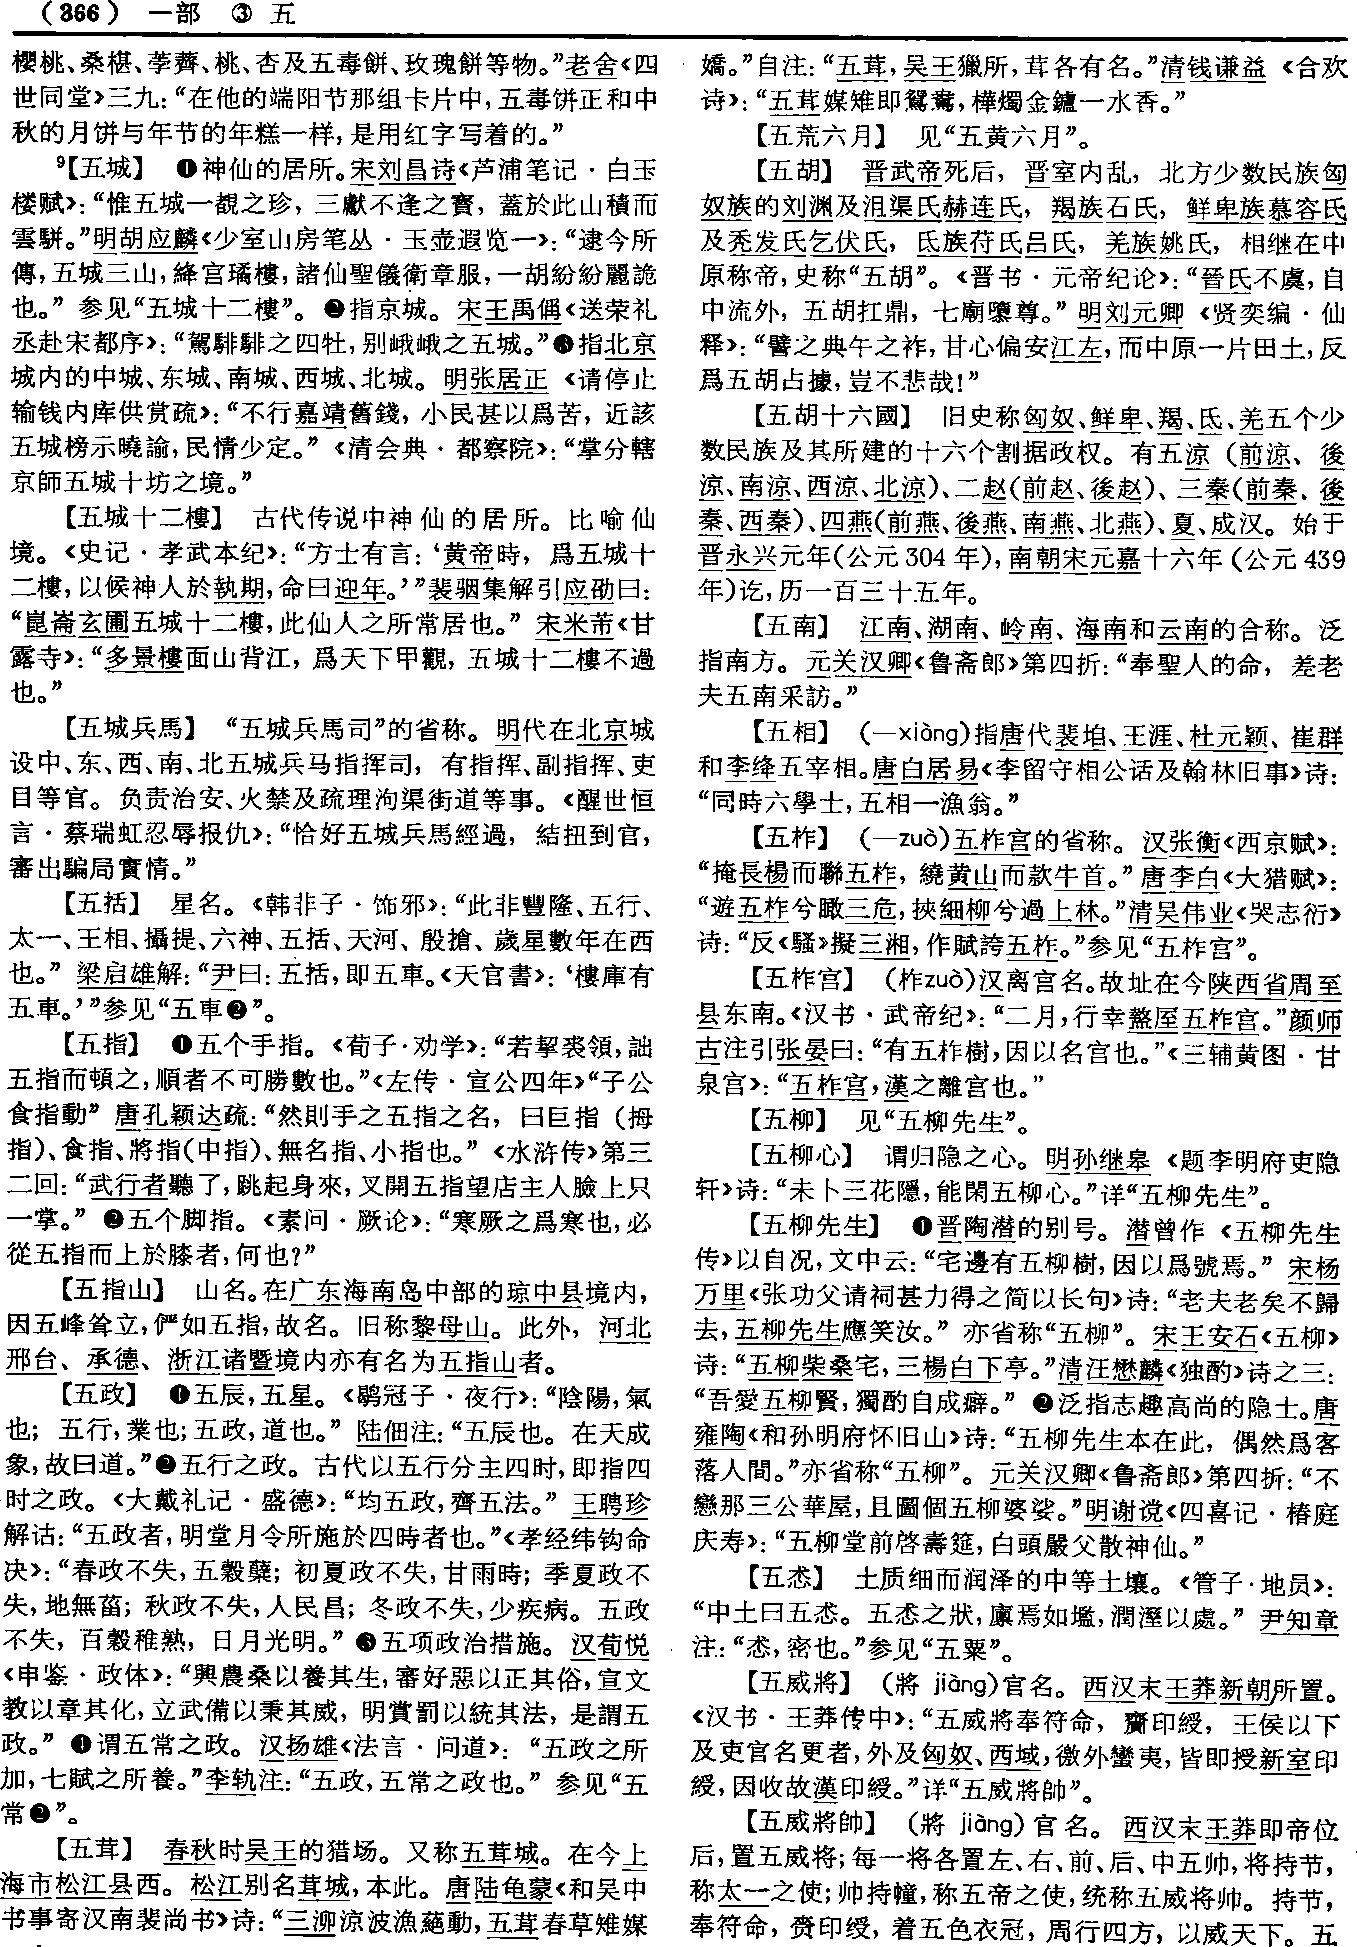 （366） 一部 ③ 五
櫻桃、桑椹、荸薺、桃、杏及五毒餅、玫瑰餅等物。”老舍《四
世同堂》三九：“在他的端阳节那组卡片中，五毒饼正和中
秋的月饼与年节的年糕一样，是用红字写着的。”
⁹【五城】 ❶神仙的居所。宋刘昌诗《芦浦笔记·白玉
楼赋》：“惟五城一覩之珍，三獻不逢之寶，蓋於此山積而
雲駢。”明胡应麟《少室山房笔丛·玉壶遐览一》：“逮今所
傳，五城三山，絳宫璚樓，諸仙聖儀衛章服，一胡紛紛麗詭
也。” 参见“五城十二樓”。 ❷指京城。 宋王禹偁《送荣礼
丞赴宋都序》：“駕騑騑之四牡，别峨峨之五城。”❸指北京
城内的中城、东城、南城、西城、北城。 明张居正《请停止
输钱内库供赏疏》：“不行嘉靖舊錢，小民甚以爲苦，近該
五城榜示曉諭，民情少定。”《清会典·都察院》：“掌分轄
京師五城十坊之境。”
【五城十二樓】 古代传说中神仙的居所。比喻仙
境。《史记·孝武本纪》：“方士有言：‘黄帝時，爲五城十
二樓，以候神人於執期，命曰迎年。’”裴骃集解引应劭曰：
“崑崙玄圃五城十二樓，此仙人之所常居也。” 宋米芾《甘
露寺》：“多景樓面山背江，爲天下甲觀，五城十二樓不過
也。”
【五城兵馬】 “五城兵馬司”的省称。明代在北京城
设中、东、西、南、北五城兵马指挥司，有指挥、副指挥、吏
目等官。负责治安、火禁及疏理沟渠街道等事。《醒世恒
言·蔡瑞虹忍辱报仇》：“恰好五城兵馬經過，結扭到官，
審出騙局實情。”
【五括】 星名。《韩非子·饰邪》：“此非豐隆、五行、
太一、王相、攝提、六神、五括、天河、殷搶、歲星數年在西
也。” 梁启雄解：“尹曰：五括，即五車。《天官書》：‘樓庫有
五車。’”参见“五車❷”。
【五指】 ❶五个手指。《荀子·劝学》：“若挈裘領，詘
五指而頓之，順者不可勝數也。”《左传·宣公四年》“子公
食指動” 唐孔颖达疏：“然則手之五指之名，曰巨指（拇
指）、食指、將指（中指）、無名指、小指也。”《水浒传》第三
二回：“武行者聽了，跳起身來，叉開五指望店主人臉上只
一掌。” ❷五个脚指。《素问·厥论》：“寒厥之爲寒也，必
從五指而上於膝者，何也？”
【五指山】 山名。在广东海南岛中部的琼中县境内，
因五峰耸立，俨如五指，故名。旧称黎母山。此外，河北
邢台、承德、浙江诸暨境内亦有名为五指山者。
【五政】 ❶五辰，五星。《鹖冠子·夜行》：“陰陽，氣
也；五行，業也；五政，道也。” 陆佃注：“五辰也。在天成
象，故曰道。”❷五行之政。古代以五行分主四时，即指四
时之政。《大戴礼记·盛德》：“均五政，齊五法。” 王聘珍
解诂：“五政者，明堂月令所施於四時者也。”《孝经纬钩命
决》：“春政不失，五穀蘖；初夏政不失，甘雨時；季夏政不
失，地無菑；秋政不失，人民昌；冬政不失，少疾病。五政
不失，百穀稚熟，日月光明。” ❸五项政治措施。汉荀悦
《申鉴·政体》：“興農桑以養其生，審好惡以正其俗，宣文
教以章其化，立武備以秉其威，明賞罰以統其法，是謂五
政。” ❹谓五常之政。汉扬雄《法言·问道》：“五政之所
加，七賦之所養。”李轨注：“五政，五常之政也。” 参见“五
常❷”。
【五茸】 春秋时吴王的猎场。又称五茸城。在今上
海市松江县西。松江别名茸城，本此。唐陆龟蒙《和吴中
书事寄汉南裴尚书》诗：“三泖涼波漁蕝動，五茸春草雉媒
嬌。”自注：“五茸，吴王獵所，茸各有名。”清钱谦益《合欢
诗》：“五茸媒雉即鴛鴦，樺燭金鑪一水香。”
【五荒六月】 见“五黄六月”。
【五胡】 晋武帝死后，晋室内乱，北方少数民族匈
奴族的刘渊及沮渠氏赫连氏，羯族石氏，鲜卑族慕容氏
及秃发氏乞伏氏，氐族苻氏吕氏，羌族姚氏，相继在中
原称帝，史称“五胡”。《晋书·元帝纪论》：“晉氏不虞，自
中流外，五胡扛鼎，七廟隳尊。” 明刘元卿《贤奕编·仙
释》：“譬之典午之祚，甘心偏安江左，而中原一片田土，反
爲五胡占據，豈不悲哉！”
【五胡十六國】 旧史称匈奴、鲜卑、羯、氐、羌五个少
数民族及其所建的十六个割据政权。有五涼（前涼、後
涼、南涼、西涼、北涼）、二赵（前赵、後赵）、三秦（前秦、後
秦、西秦）、四燕（前燕、後燕、南燕、北燕）、夏、成汉。始于
晋永兴元年（公元304年），南朝宋元嘉十六年（公元439
年）讫，历一百三十五年。
【五南】 江南、湖南、岭南、海南和云南的合称。泛
指南方。元关汉卿《鲁斋郎》第四折：“奉聖人的命，差老
夫五南采訪。”
【五相】 （一xiàng）指唐代裴垍、王涯、杜元颖、崔群
和李绛五宰相。唐白居易《李留守相公话及翰林旧事》诗：
“同時六學士，五相一漁翁。”
【五柞】 （一zuò）五柞宫的省称。汉张衡《西京赋》：
“掩長楊而聯五柞，繞黄山而款牛首。” 唐李白《大猎赋》：
“遊五柞兮瞰三危，挾細柳兮過上林。”清吴伟业《哭志衍》
诗：“反《騷》擬三湘，作賦誇五柞。”参见“五柞宫”。
【五柞宫】 （柞zuò）汉离宫名。故址在今陕西省周至
县东南。《汉书·武帝纪》：“二月，行幸盩厔五柞宫。”颜师
古注引张晏曰：“有五柞樹，因以名宫也。”《三辅黄图·甘
泉宫》：“五柞宫，漢之離宫也。”
【五柳】 见“五柳先生”。
【五柳心】 谓归隐之心。明孙继皋《题李明府吏隐
轩》诗：“未卜三花隱，能閑五柳心。”详“五柳先生”。
【五柳先生】 ❶晋陶潜的别号。潜曾作《五柳先生
传》以自况，文中云：“宅邊有五柳樹，因以爲號焉。” 宋杨
万里《张功父请祠甚力得之简以长句》诗：“老夫老矣不歸
去，五柳先生應笑汝。” 亦省称“五柳”。宋王安石《五柳》
诗：“五柳柴桑宅，三楊白下亭。”清汪懋麟《独酌》诗之三：
“吾愛五柳賢，獨酌自成癖。” ❷泛指志趣高尚的隐士。唐
雍陶《和孙明府怀旧山》诗：“五柳先生本在此，偶然爲客
落人間。”亦省称“五柳”。元关汉卿《鲁斋郎》第四折：“不
戀那三公華屋，且圖個五柳婆娑。”明谢谠《四喜记·椿庭
庆寿》：“五柳堂前啓壽筵，白頭嚴父散神仙。”
【五怸】 土质细而润泽的中等土壤。《管子·地员》：
“中土曰五怸。五怸之狀，廪焉如壏，潤溼以處。” 尹知章
注：“怸，密也。”参见“五粟”。
【五威將】 （將 jiàng）官名。西汉末王莽新朝所置。
《汉书·王莽传中》：“五威將奉符命，齎印綬，王侯以下
及吏官名更者，外及匈奴、西域，徼外蠻夷，皆即授新室印
綬，因收故漢印綬。”详“五威將帥”。
【五威將帥】 （將 jiàng）官名。西汉末王莽即帝位
后，置五威将；每一将各置左、右、前、后、中五帅，将持节，
称太一之使；帅持幢，称五帝之使，统称五威将帅。持节，
奉符命，赍印绶，着五色衣冠，周行四方，以威天下。五